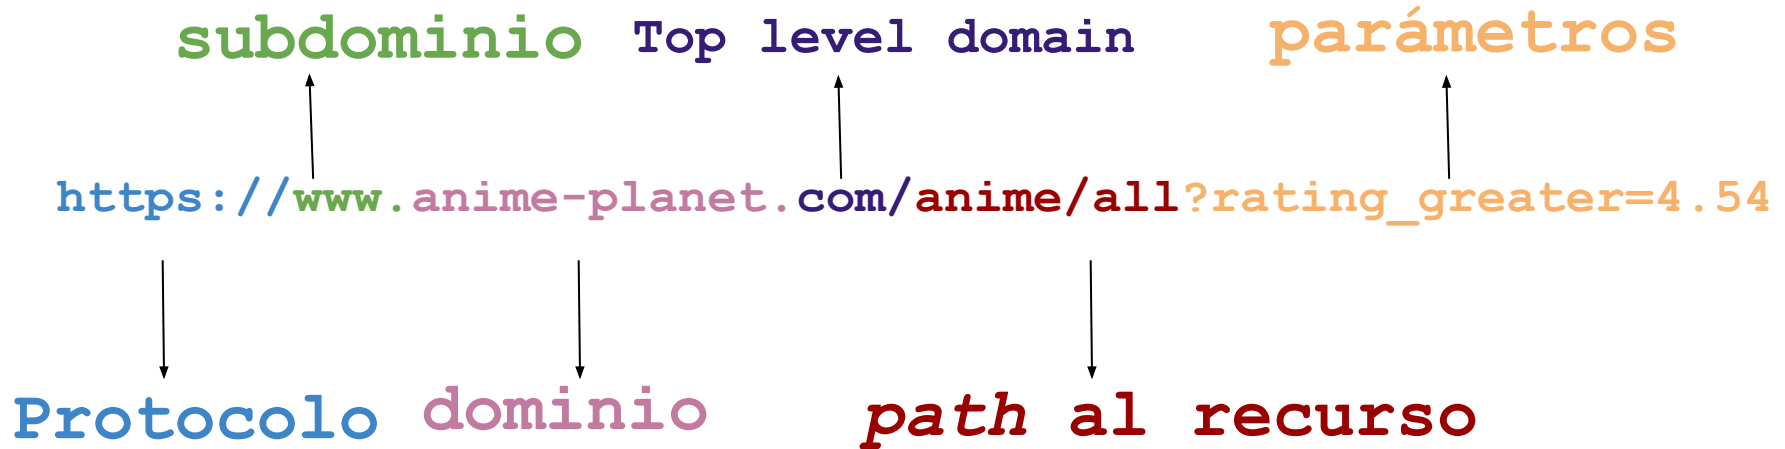 subdominio Top level domain parámetros
https://www.anime-planet.com/anime/all?rating_greater=4.54
Protocolo dominio path al recurso